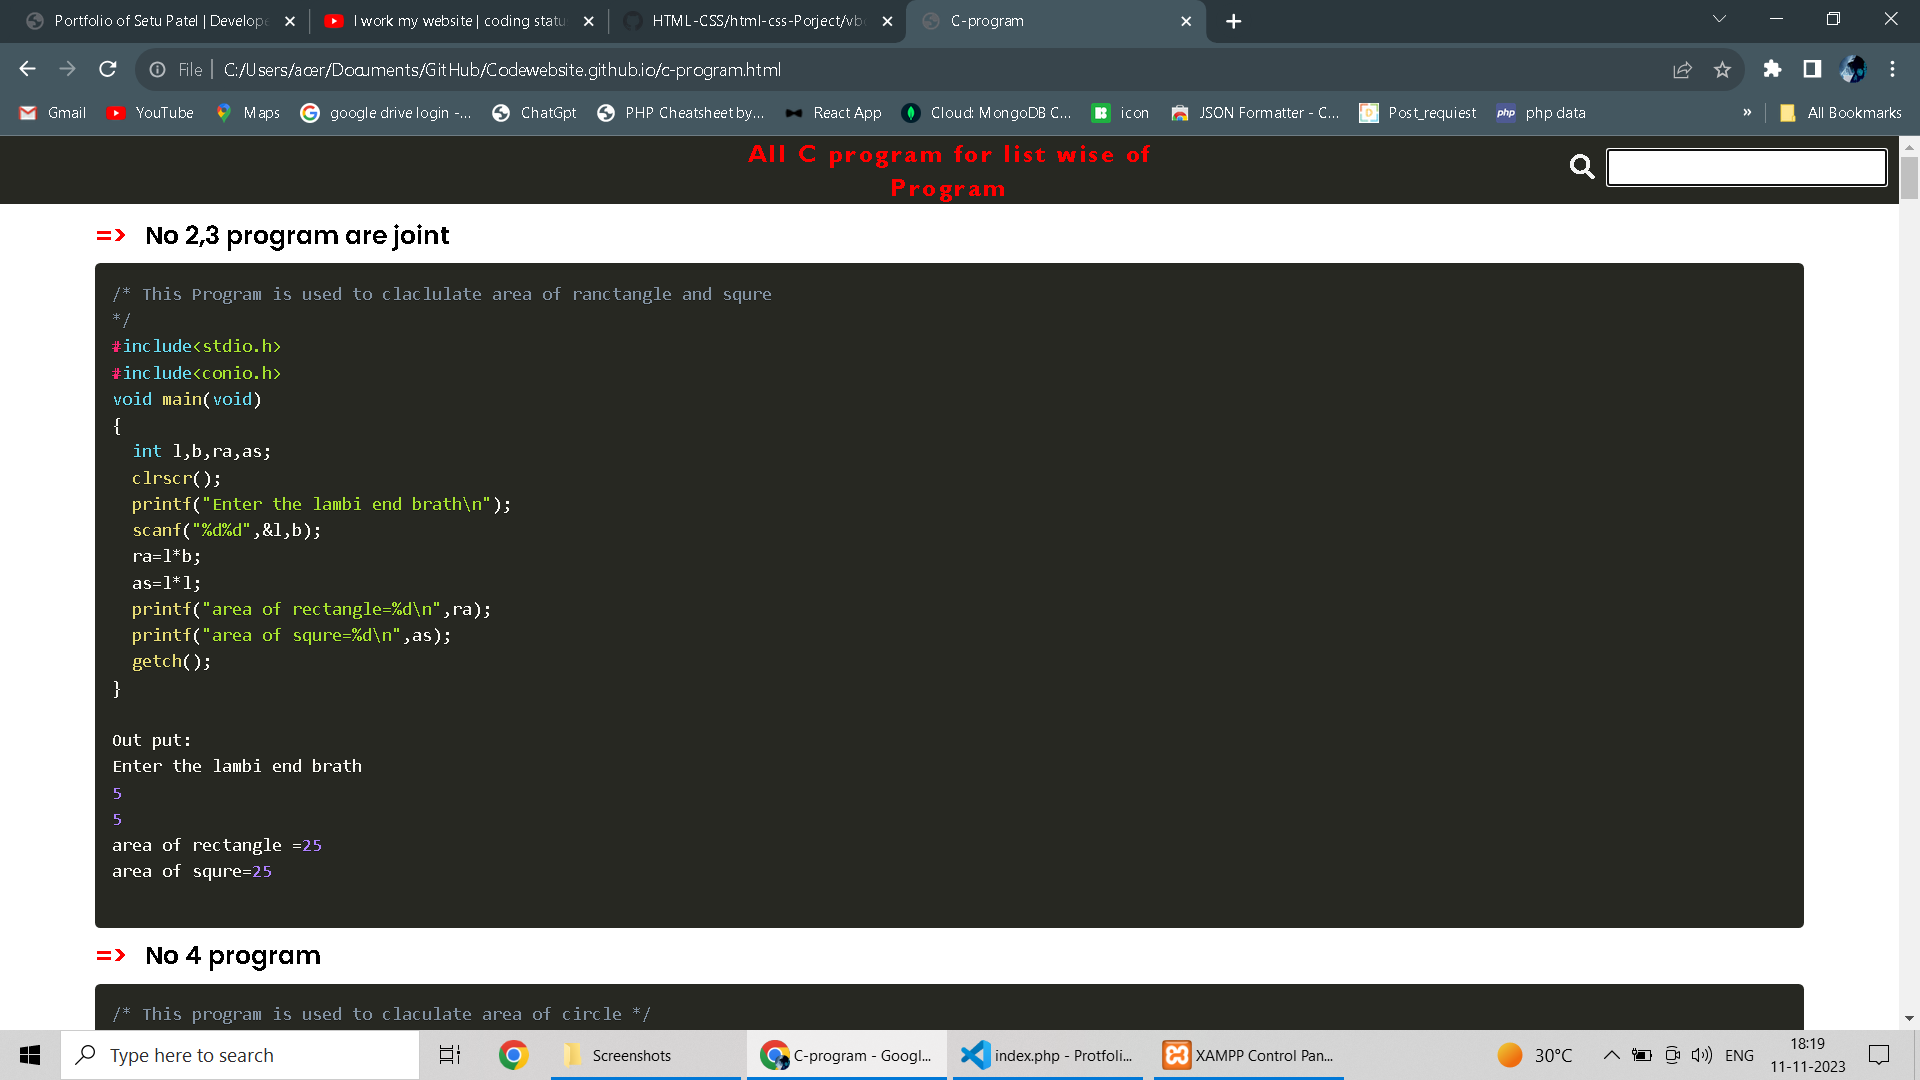 Portfolio of Setu Patel | Develope
I work my website | coding statu
HTML-CSS/html-css-Porject/vb
C-program
File
C:/Users/acer/Documents/GitHub/Codewebsite.github.io/c-program.html
Gmail
YouTube
Maps
google drive login -...
ChatGpt
PHP Cheatsheet by...
React App
Cloud: MongoDB C...
icon
JSON Formatter - C...
Post_requiest
php data
»
All Bookmarks
All C program for list wise of
Program
=> No 2,3 program are joint
/* This Program is used to claclulate area of ranctangle and squre
*/
#include<stdio.h>
#include<conio.h>
void main(void)
{
int l,b,ra,as;
clrscr();
printf("Enter the lambi end brath\n");
scanf("%d%d",&l,b);
ra=l*b;
as=l*l;
printf("area of rectangle=%d\n",ra);
printf("area of squre=%d\n",as);
getch();
}
Out put:
Enter the lambi end brath
5
5
area of rectangle =25
area of squre=25
=> No 4 program
/* This program is used to claculate area of circle */
Type here to search
Screenshots
C-program - Googl...
index.php - Protfoli...
XAMPP Control Pan...
30°C
ENG
18:19
11-11-2023